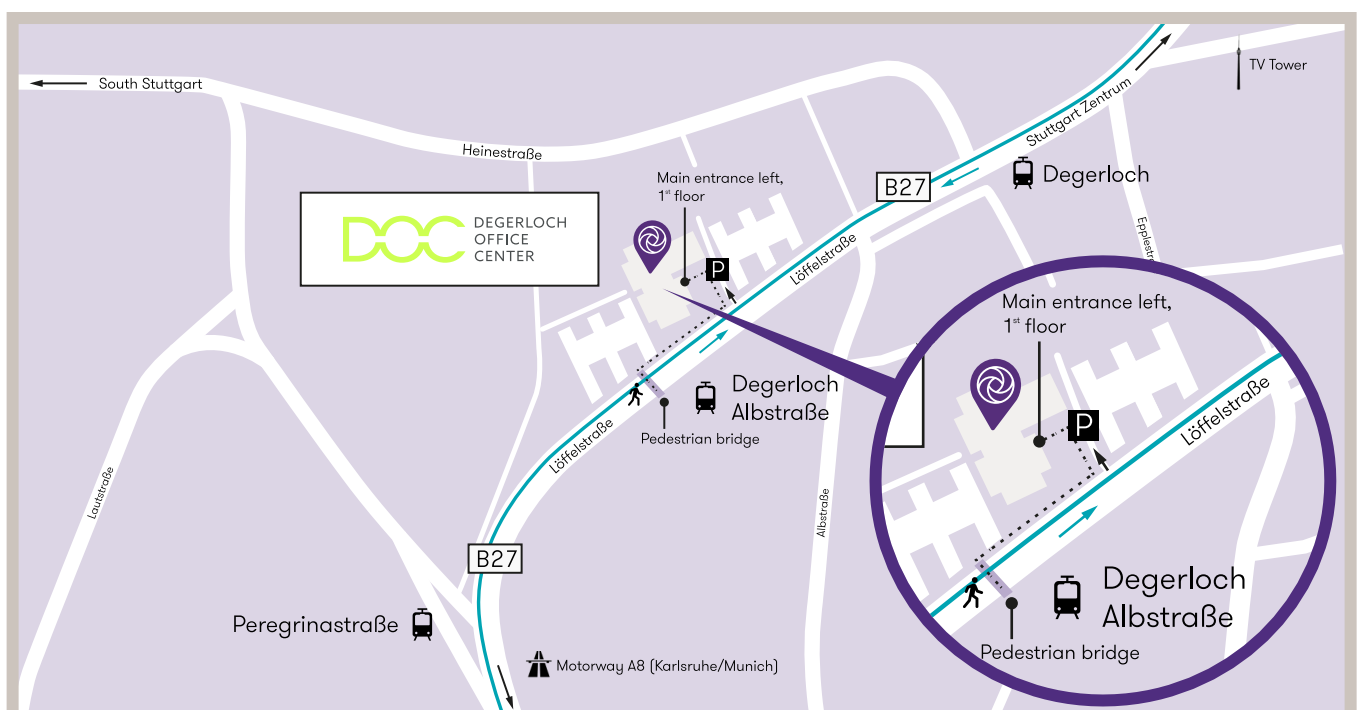 South Stuttgart
TV Tower
Stuttgart Zentrum
Heinestraße
Main entrance left,
1st floor
B27
Degerloch
DOC
DEGERLOCH
OFFICE
CENTER
P
Löffelstraße
Main entrance left,
1st floor
Degerloch
Albstraße
Löffelstraße
P
Pedestrian bridge
Löffelstraße
Lautstraße
Albstraße
B27
Degerloch
Albstraße
Peregrinastraße
Pedestrian bridge
Motorway A8 (Karlsruhe/Munich)